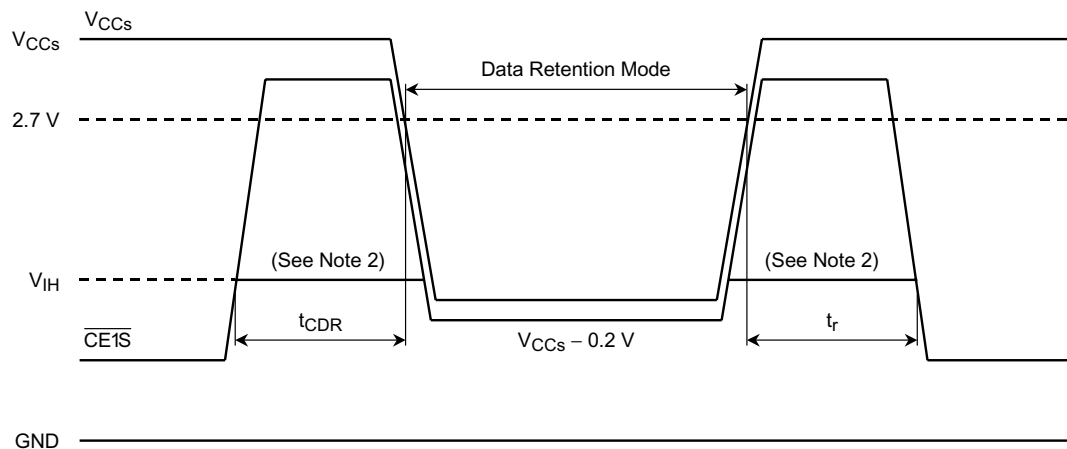 VCCs
VCCs
Data Retention Mode
2.7 V
(See Note 2)
(See Note 2)
VIH
tCDR
tr
CE1S
VCCs – 0.2 V
GND